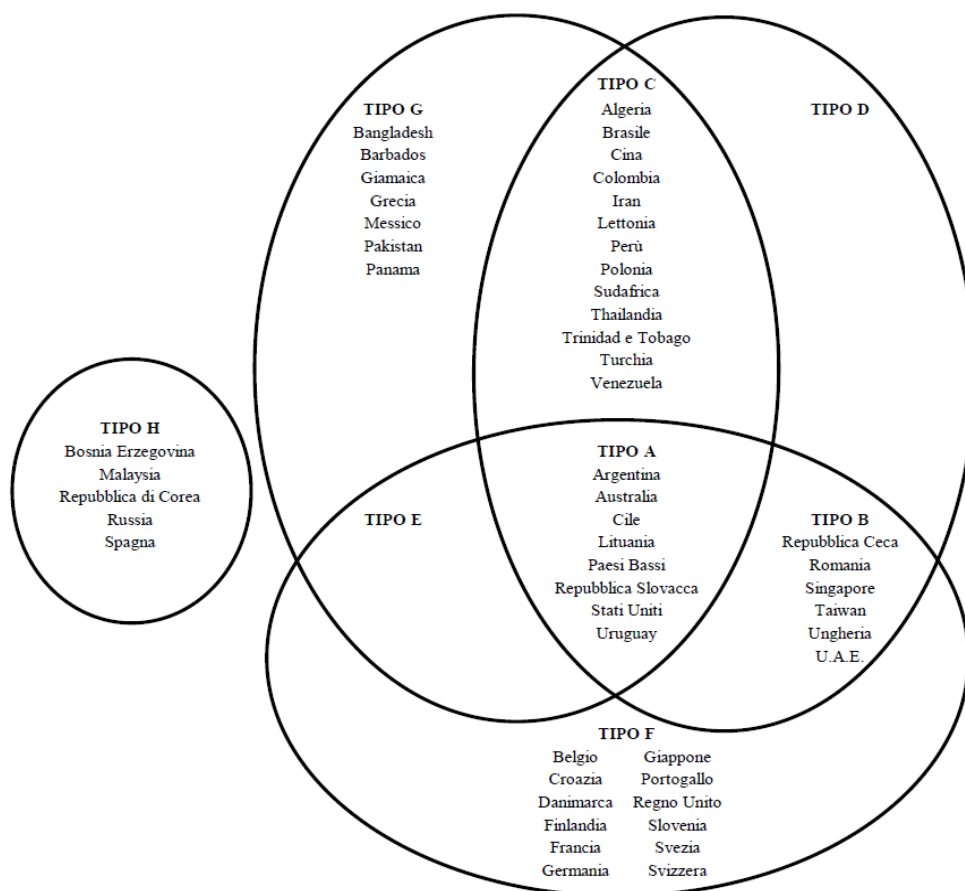 TIPO G
Bangladesh
Barbados
Giamaica
Grecia
Messico
Pakistan
Panama
TIPO C
Algeria
Brasile
Cina
Colombia
Iran
Lettonia
Perù
Polonia
Sudafrica
Thailandia
Trinidad e Tobago
Turchia
Venezuela
TIPO D
TIPO H
Bosnia Erzegovina
Malaysia
Repubblica di Corea
Russia
Spagna
TIPO E
TIPO A
Argentina
Australia
Cile
Lituania
Paesi Bassi
Repubblica Slovacca
Stati Uniti
Uruguay
TIPO B
Repubblica Ceca
Romania
Singapore
Taiwan
Ungheria
U.A.E.
TIPO F
Belgio Giappone
Croazia Portogallo
Danimarca Regno Unito
Finlandia Slovenia
Francia Svezia
Germania Svizzera